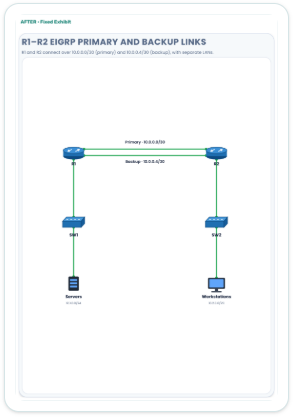 AFTER · Fixed Exhibit
R1–R2 EIGRP PRIMARY AND BACKUP LINKS
R1 and R2 connect over 10.0.0.0/30 (primary) and 10.0.0.4/30 (backup), with separate LANs
Primary · 10.0.0.0/30
Backup · 10.0.0.4/30
R1
R2
SW1
SW2
Servers
Workstations